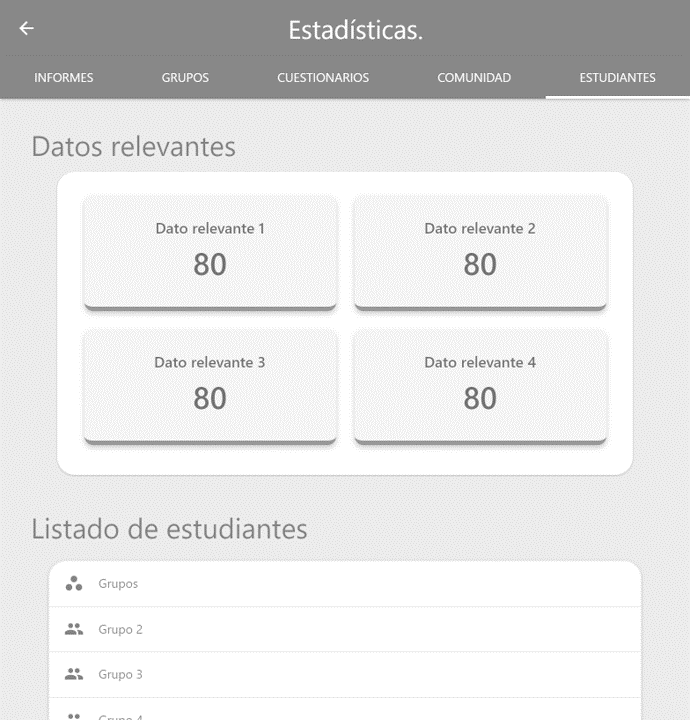 Estadísticas.
INFORMES GRUPOS CUESTIONARIOS COMUNIDAD ESTUDIANTES
Datos relevantes
Dato relevante 1 Dato relevante 2
80 80
Dato relevante 3 Dato relevante 4
80 80
Listado de estudiantes
Grupos
Grupo 2
Grupo 3
Grupo 4